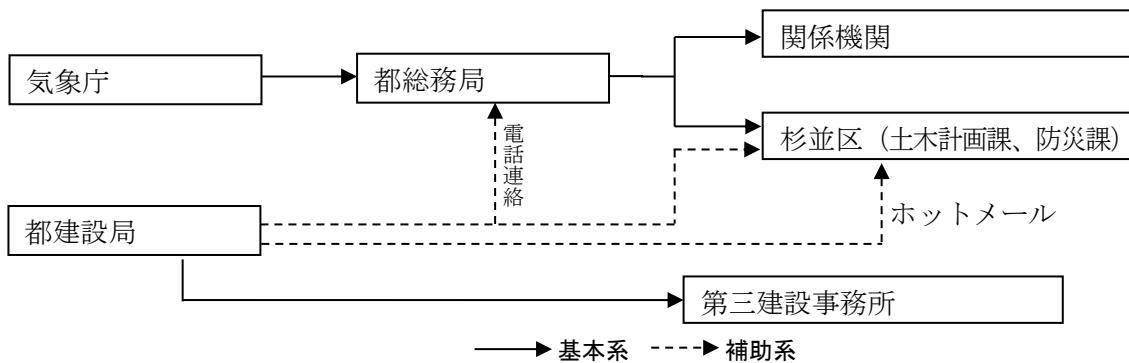 関係機関
気象庁
都総務局
杉並区（土木計画課、防災課）
電話連絡
都建設局
ホットメール
第三建設事務所
基本系
補助系